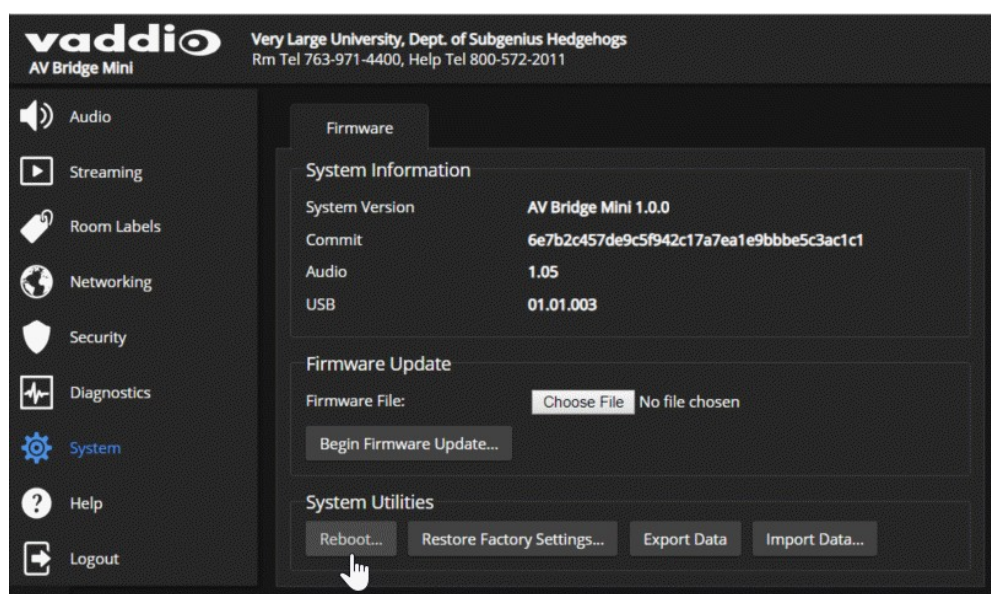 vaddio
AV Bridge Mini
Very Large University, Dept. of Subgenius Hedgehogs
Rm Tel 763-971-4400, Help Tel 800-572-2011
Audio
Streaming
Room Labels
Networking
Security
Diagnostics
System
Help
Logout
Firmware
System Information
System Version AV Bridge Mini 1.0.0
Commit 6e7b2c457de9c5f942c17a7ea1e9bbbe5c3ac1c1
Audio 1.05
USB 01.01.003
Firmware Update
Firmware File: Choose File No file chosen
Begin Firmware Update...
System Utilities
Reboot... Restore Factory Settings... Export Data Import Data...